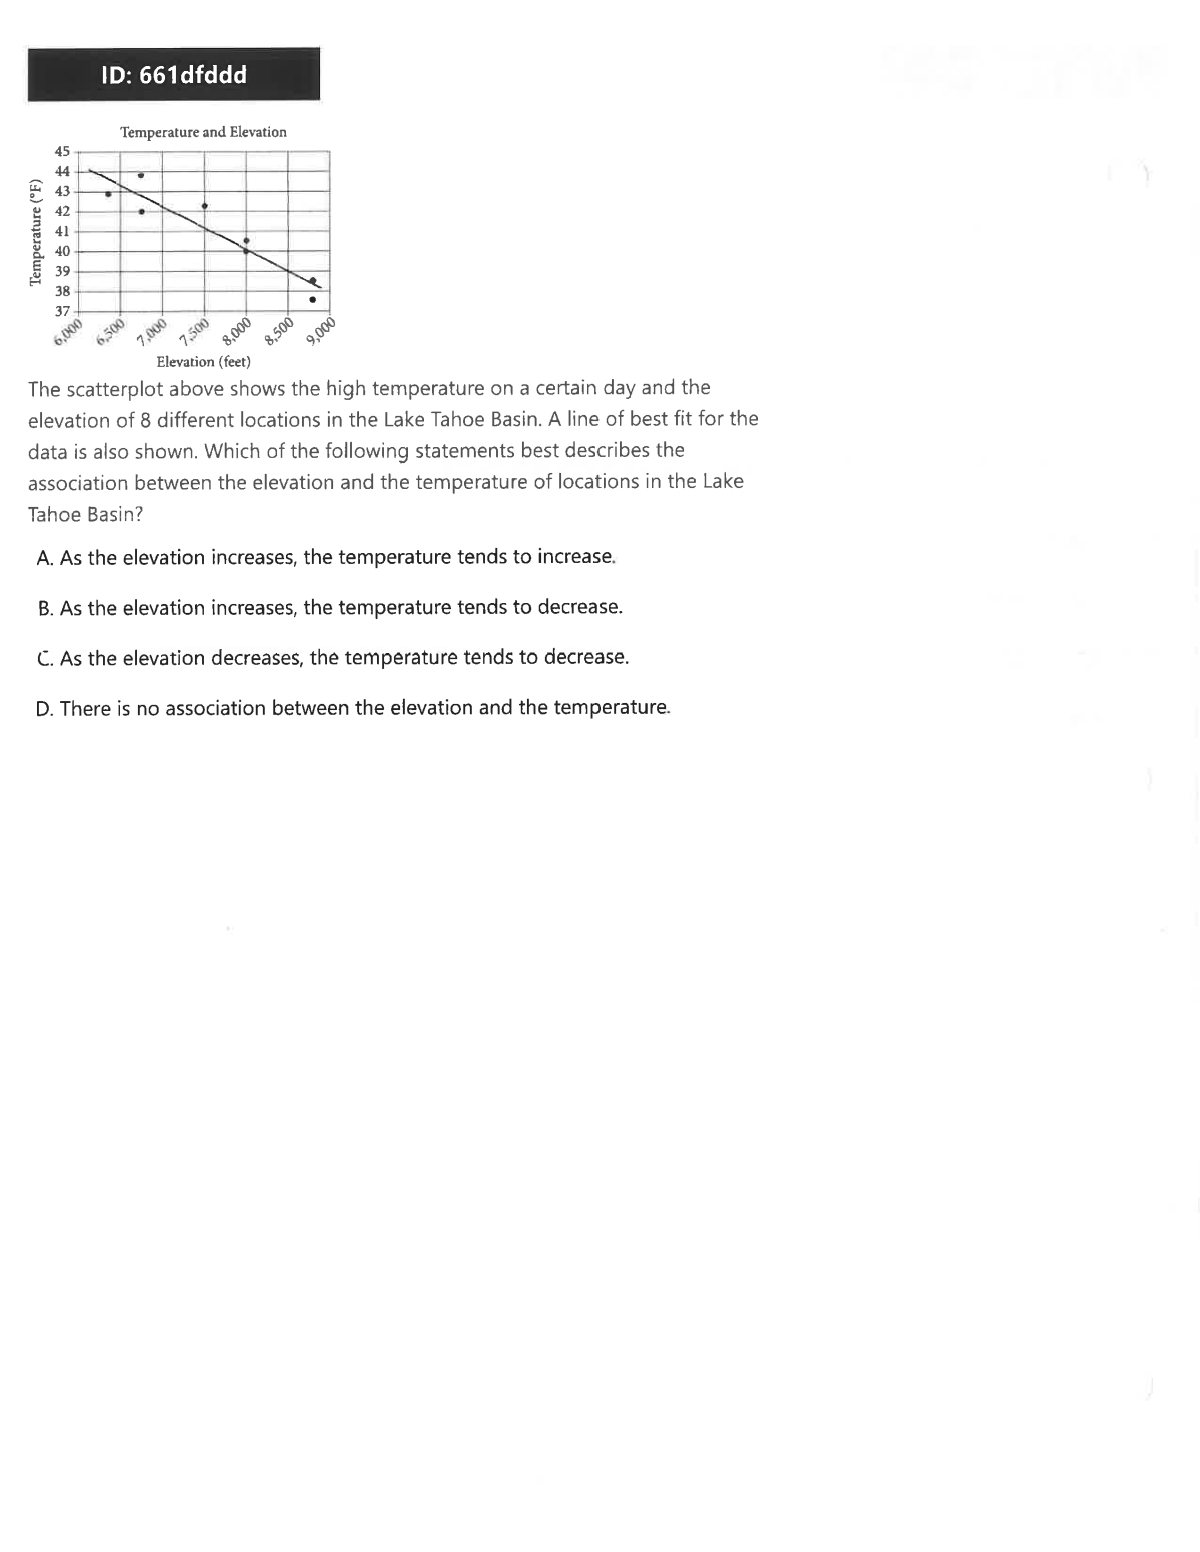 ID: 661dfddd
Temperature and Elevation
45
44
43
42
41
40
39
38
37
Temperature (°F)
6,000
6,500
7,000
7,500
8,000
8,500
9,000
Elevation (feet)
The scatterplot above shows the high temperature on a certain day and the
elevation of 8 different locations in the Lake Tahoe Basin. A line of best fit for the
data is also shown. Which of the following statements best describes the
association between the elevation and the temperature of locations in the Lake
Tahoe Basin?
A. As the elevation increases, the temperature tends to increase.
B. As the elevation increases, the temperature tends to decrease.
C. As the elevation decreases, the temperature tends to decrease.
D. There is no association between the elevation and the temperature.